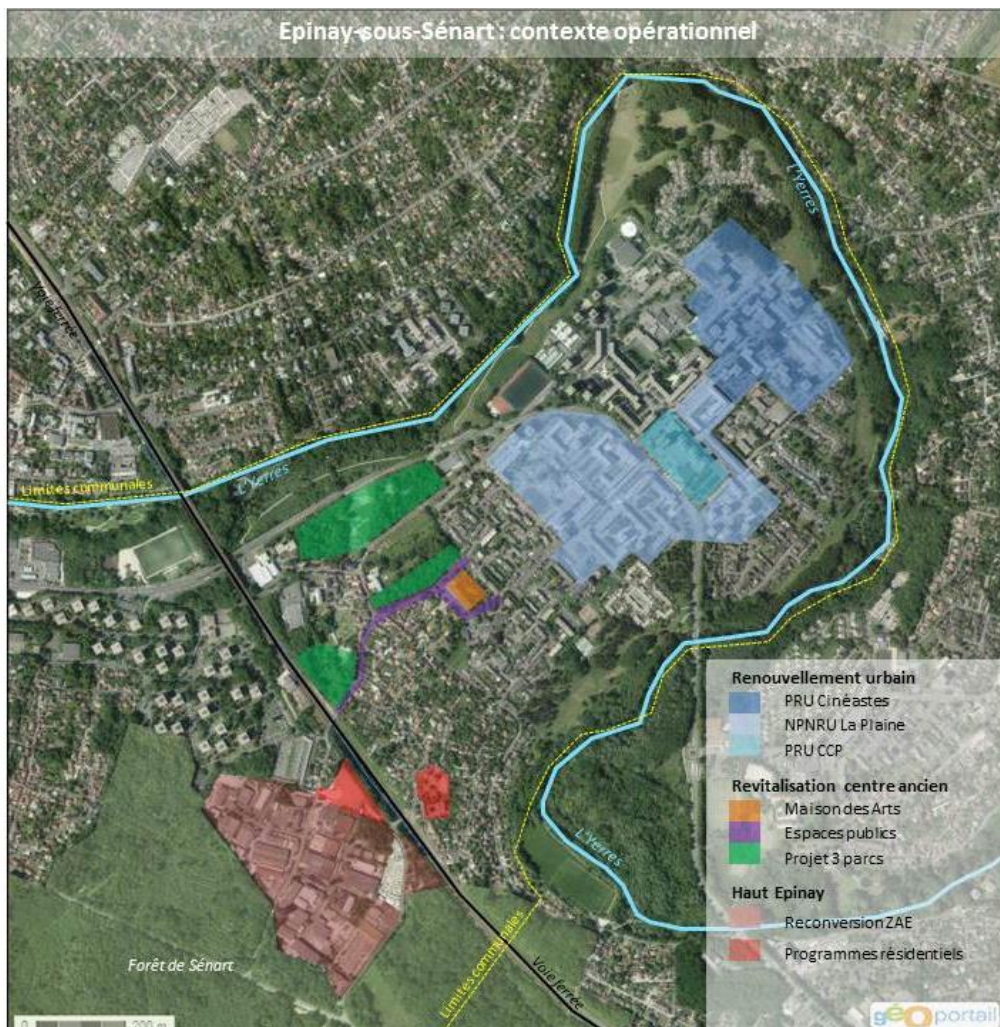 Epinay-sous-Sénart : contexte opérationnel
L'Yerres
Voie ferrée
Limites communales
L'Yerres
Renouvellement urbain
PRU Cinéastes
NPNRU La Plaine
PRU CCP
Revitalisation centre ancien
Maison des Arts
Espaces publics
Projet 3 parcs
Haut Epinay
Reconversion ZAE
Programmes résidentiels
L'Yerres
Limites communales
Voie ferrée
Forêt de Sénart
0 200 m
géoportail